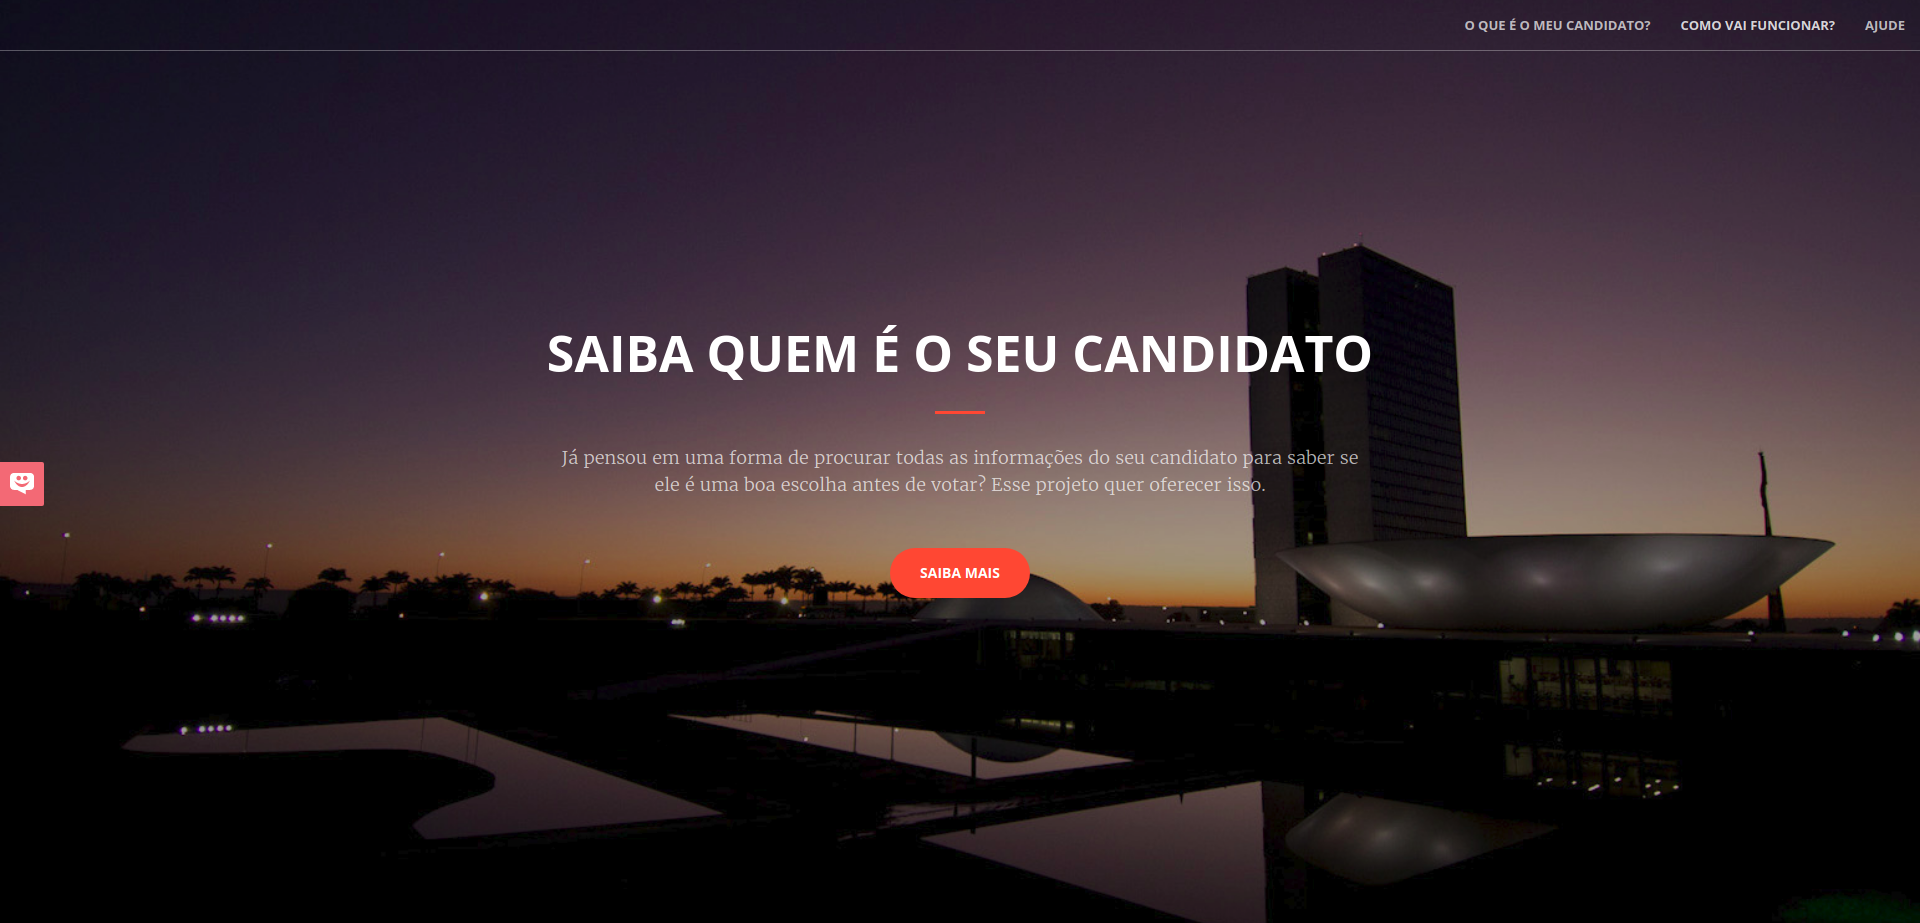 O QUE É O MEU CANDIDATO?
COMO VAI FUNCIONAR?
AJUDE
SAIBA QUEM É O SEU CANDIDATO
Já pensou em uma forma de procurar todas as informações do seu candidato para saber se
ele é uma boa escolha antes de votar? Esse projeto quer oferecer isso.
SAIBA MAIS